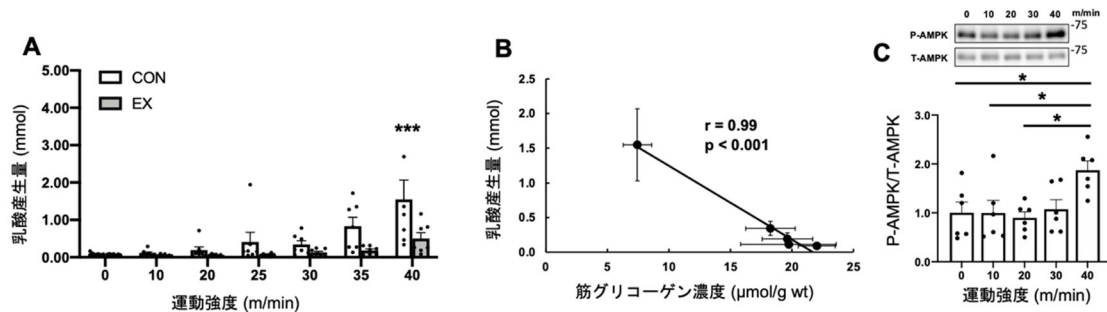 A
5.00
4.00
3.00
2.00
1.00
0.00
乳酸産生量 (mmol)
CON
EX
***
0 10 20 25 30 35 40
運動強度 (m/min)
B
2.5
2.0
1.5
1.0
0.5
0.0
乳酸産生量 (mmol)
r = 0.99
p < 0.001
0 5 10 15 20 25
筋グリコーゲン濃度 (μmol/g wt)
C
0 10 20 30 40 m/min
P-AMPK -75
T-AMPK -75
*
*
*
3.0
2.0
1.0
0.0
P-AMPK/T-AMPK
0 10 20 30 40
運動強度 (m/min)